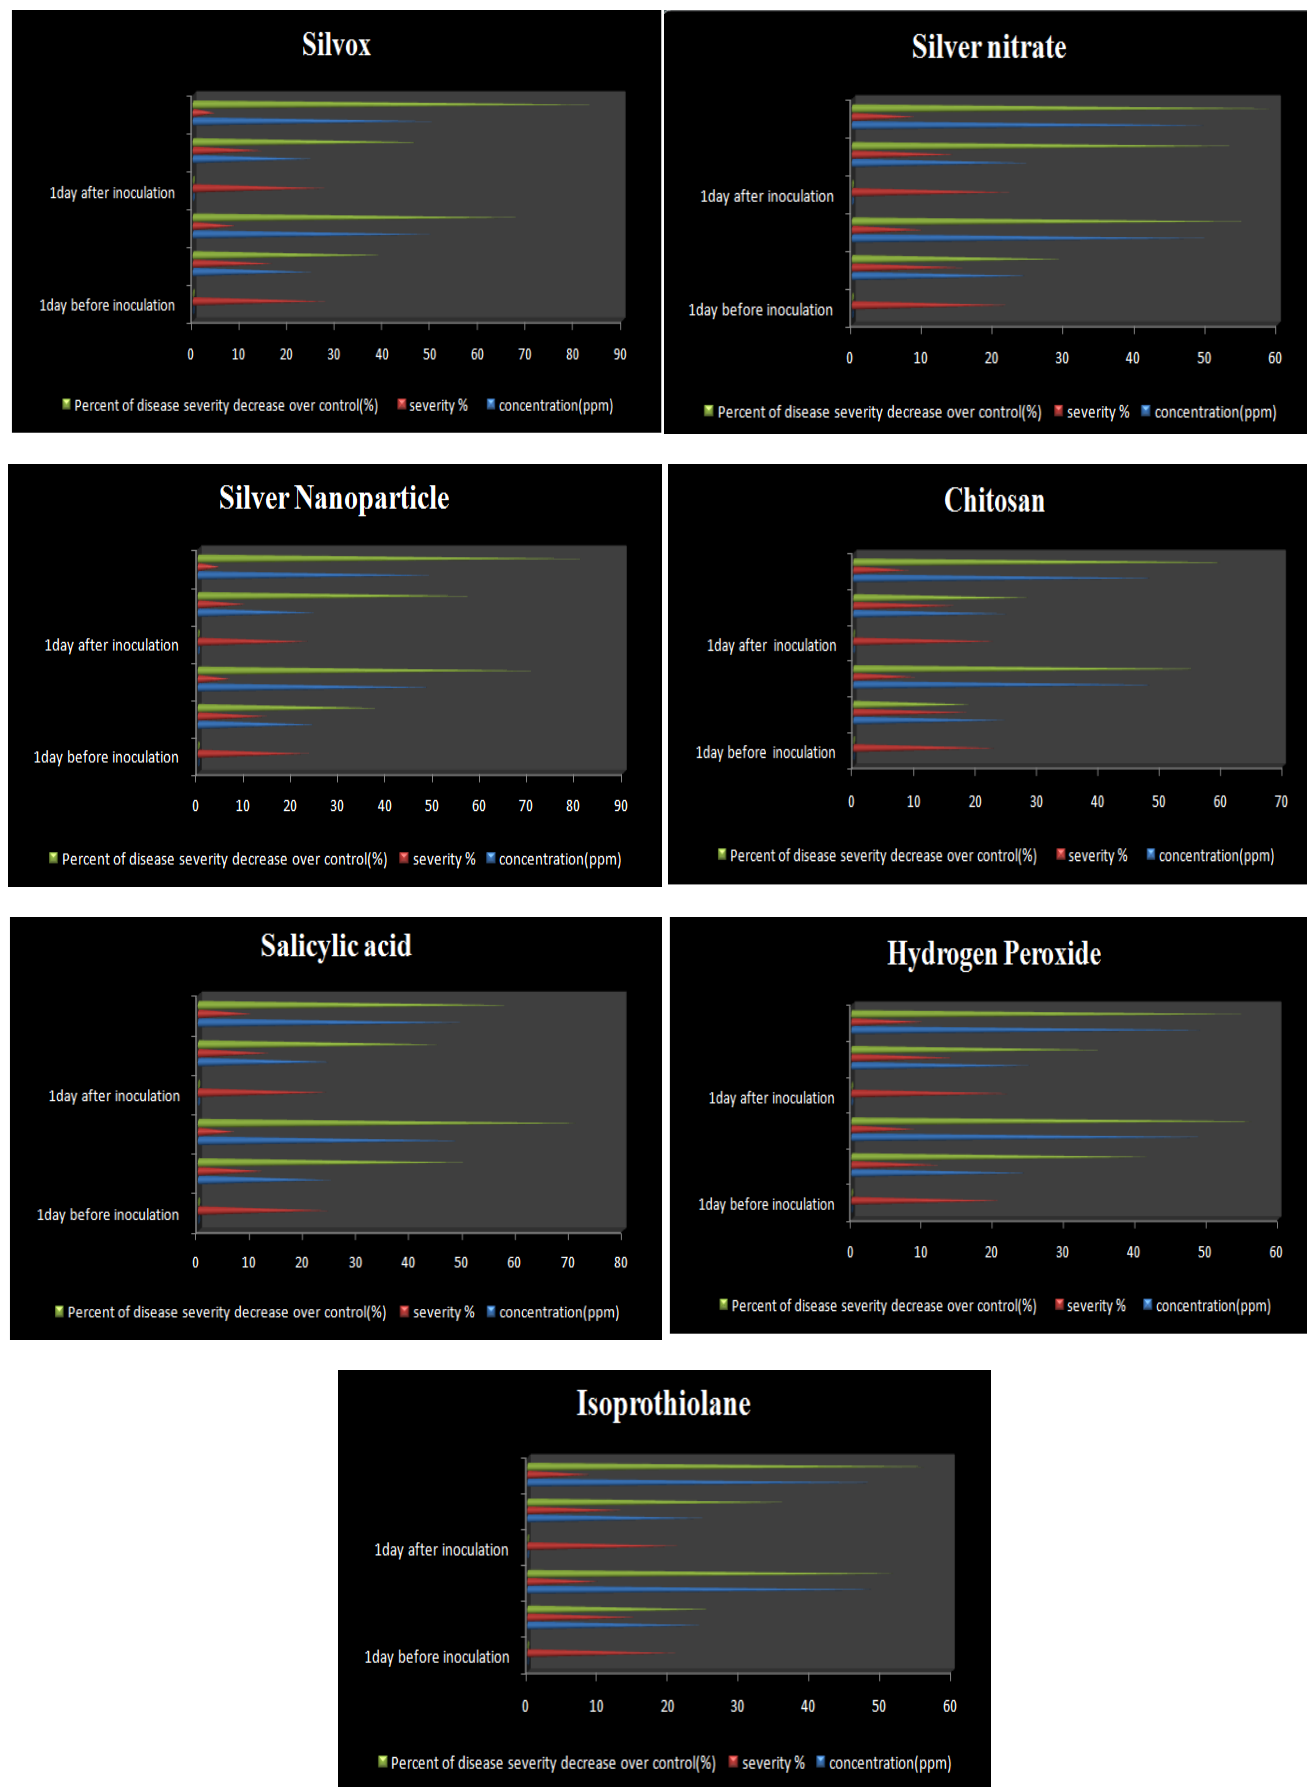 Silvox
1day after inoculation
1day before inoculation
0 10 20 30 40 50 60 70 80 90
Percent of disease severity decrease over control(%) severity % concentration(ppm)
Silver nitrate
1day after inoculation
1day before inoculation
0 10 20 30 40 50 60
Percent of disease severity decrease over control(%) severity % concentration(ppm)
Silver Nanoparticle
1day after inoculation
1day before inoculation
0 10 20 30 40 50 60 70 80 90
Percent of disease severity decrease over control(%) severity % concentration(ppm)
Chitosan
1day after inoculation
1day before inoculation
0 10 20 30 40 50 60 70
Percent of disease severity decrease over control(%) severity % concentration(ppm)
Salicylic acid
1day after inoculation
1day before inoculation
0 10 20 30 40 50 60 70 80
Percent of disease severity decrease over control(%) severity % concentration(ppm)
Hydrogen Peroxide
1day after inoculation
1day before inoculation
0 10 20 30 40 50 60
Percent of disease severity decrease over control(%) severity % concentration(ppm)
Isoprothiolane
1day after inoculation
1day before inoculation
0 10 20 30 40 50 60
Percent of disease severity decrease over control(%) severity % concentration(ppm)